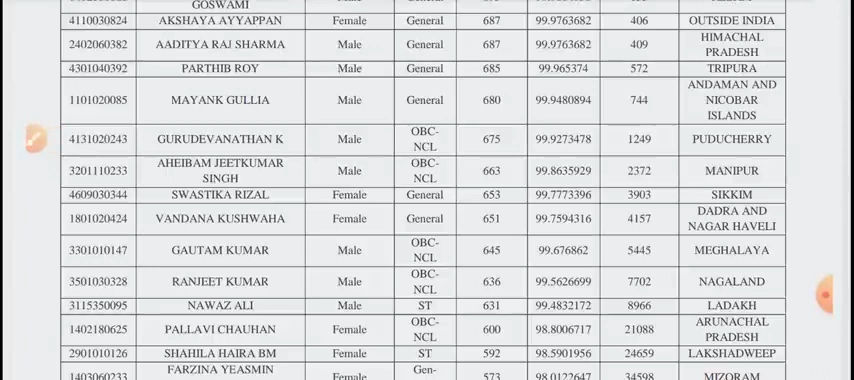 GOSWAMI
4110030824 AKSHAYA AYYAPPAN Female General 687 99.9763682 406 OUTSIDE INDIA
2402060382 AADITYA RAJ SHARMA Male General 687 99.9763682 409 HIMACHAL
PRADESH
4301040392 PARTHIB ROY Male General 685 99.965374 572 TRIPURA
1101020085 MAYANK GULLIA Male General 680 99.9480894 744 ANDAMAN AND
NICOBAR
ISLANDS
4131020243 GURUDEVANATHAN K Male OBC-
NCL 675 99.9273478 1249 PUDUCHERRY
3201110233 AHEIBAM JEETKUMAR
SINGH Male OBC-
NCL 663 99.8635929 2372 MANIPUR
4609030344 SWASTIKA RIZAL Female General 653 99.7773396 3903 SIKKIM
1801020424 VANDANA KUSHWAHA Female General 651 99.7594316 4157 DADRA AND
NAGAR HAVELI
3301010147 GAUTAM KUMAR Male OBC-
NCL 645 99.676862 5445 MEGHALAYA
3501030328 RANJEET KUMAR Male OBC-
NCL 636 99.5626699 7702 NAGALAND
3115350095 NAWAZ ALI Male ST 631 99.4832172 8966 LADAKH
1402180625 PALLAVI CHAUHAN Female OBC-
NCL 600 98.8006717 21088 ARUNACHAL
PRADESH
2901010126 SHAHILA HAIRA BM Female ST 592 98.5901956 24659 LAKSHADWEEP
1403060233 FARZINA YEASMIN Female Gen- 573 98.0122647 34598 MIZORAM